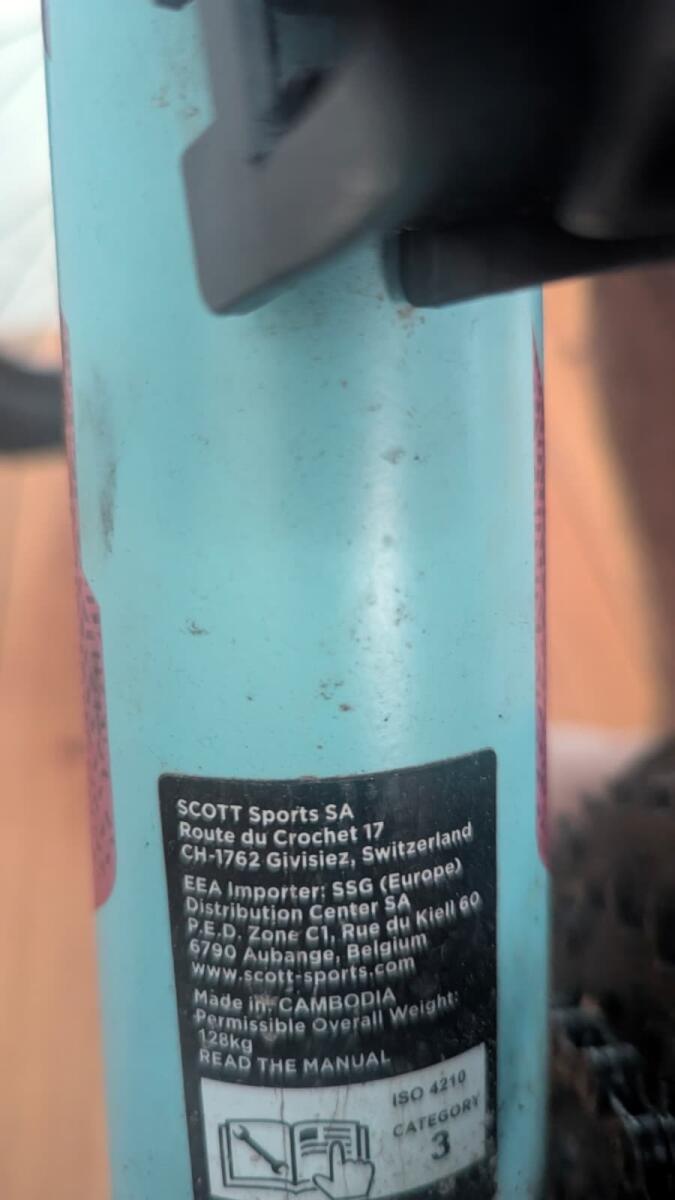 SCOTT Sports SA
Route du Crochet 17
CH-1762 Givisiez, Switzerland
EEA Importer: SSG (Europe)
Distribution Center SA
P.E.D. Zone C1, Rue du Kiell 60
6790 Aubange, Belgium
www.scott-sports.com
Made in: CAMBODIA
Permissible Overall Weight:
128kg
READ THE MANUAL
ISO 4210
CATEGORY
3